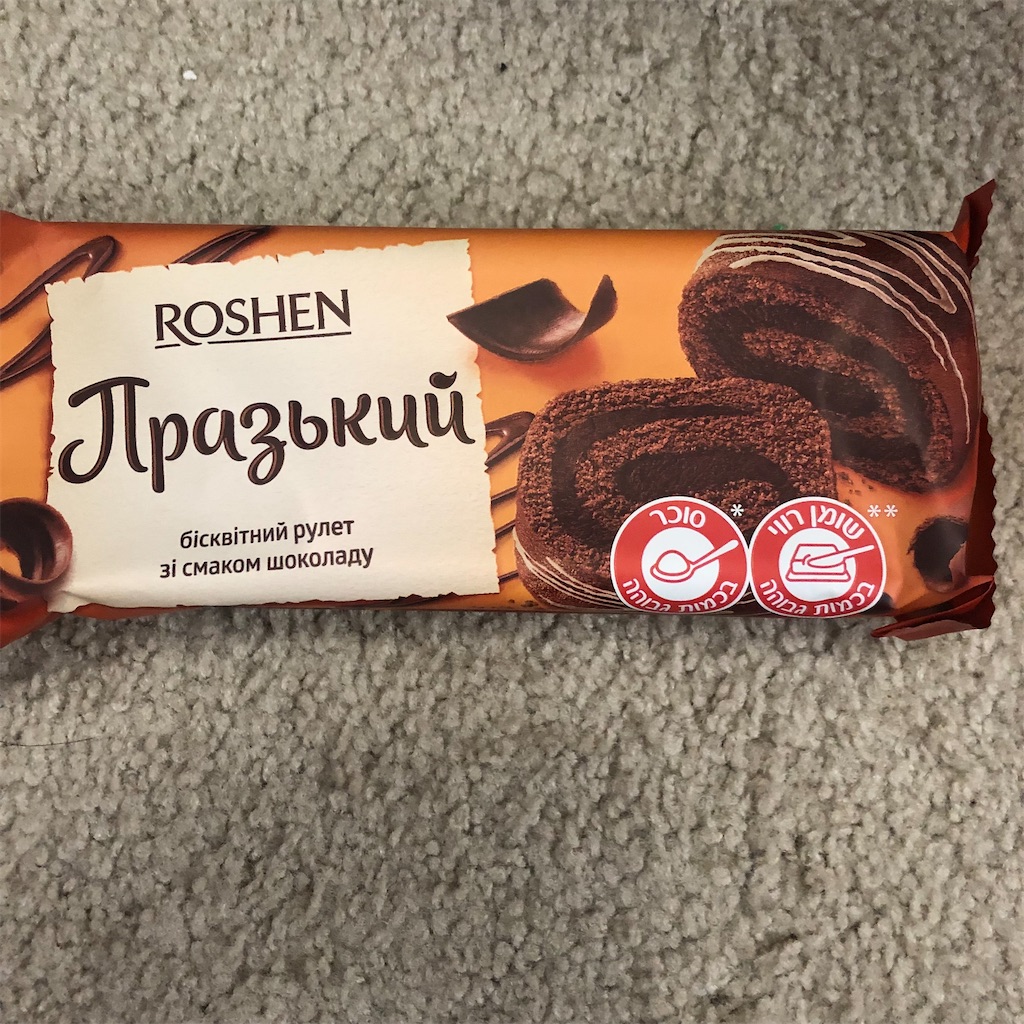 ROSHEN
Празький
бісквітний рулет
зі смаком шоколаду
סוכר *
בכמות גבוהה
שומן רווי **
בכמות גבוהה